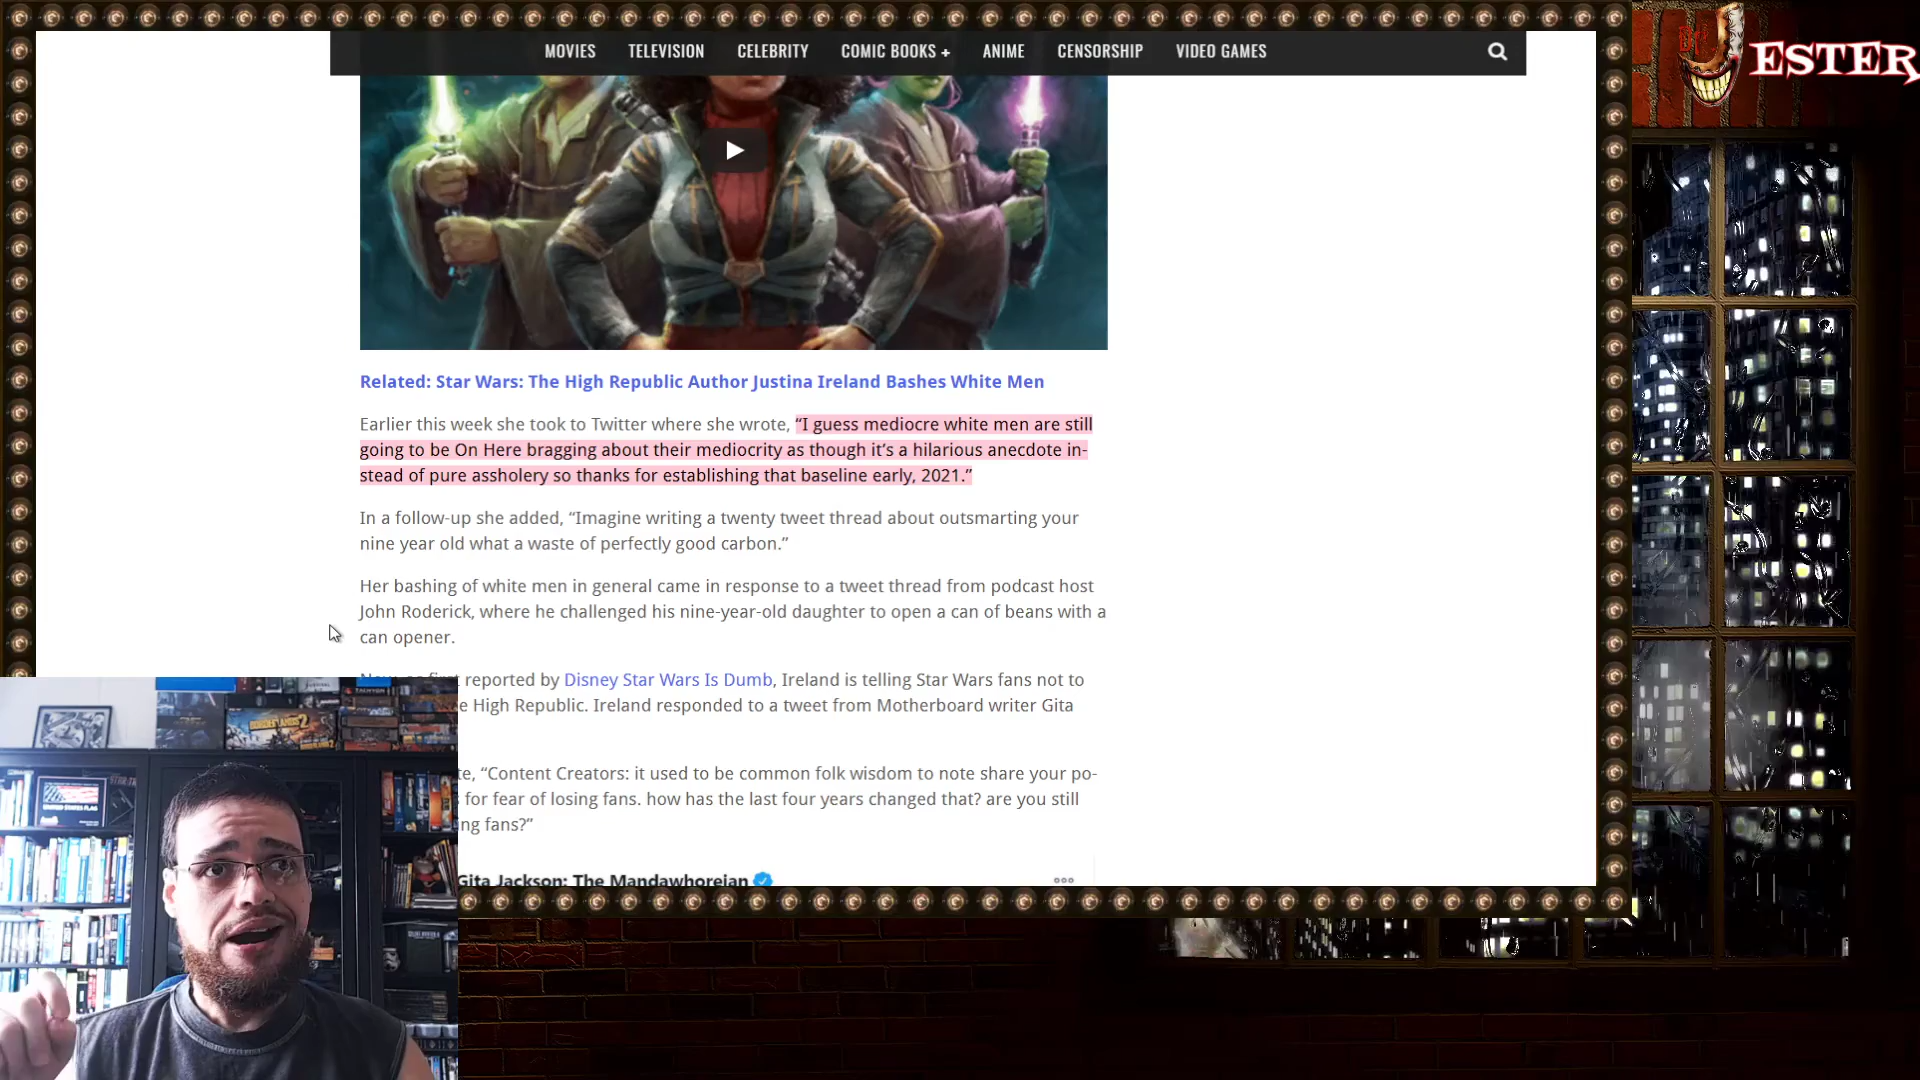 MOVIES TELEVISION CELEBRITY COMIC BOOKS + ANIME CENSORSHIP VIDEO GAMES
ESTER
Related: Star Wars: The High Republic Author Justina Ireland Bashes White Men
Earlier this week she took to Twitter where she wrote, “I guess mediocre white men are still
going to be On Here bragging about their mediocrity as though it’s a hilarious anecdote in-
stead of pure assholery so thanks for establishing that baseline early, 2021.”
In a follow-up she added, “Imagine writing a twenty tweet thread about outsmarting your
nine year old what a waste of perfectly good carbon.”
Her bashing of white men in general came in response to a tweet thread from podcast host
John Roderick, where he challenged his nine-year-old daughter to open a can of beans with a
can opener.
reported by Disney Star Wars Is Dumb, Ireland is telling Star Wars fans not to
e High Republic. Ireland responded to a tweet from Motherboard writer Gita
te, “Content Creators: it used to be common folk wisdom to note share your po-
for fear of losing fans. how has the last four years changed that? are you still
ng fans?”
Gita Jackson: The Mandawhoreian
BORDERLANDS 2
UNITED STATES FLAG